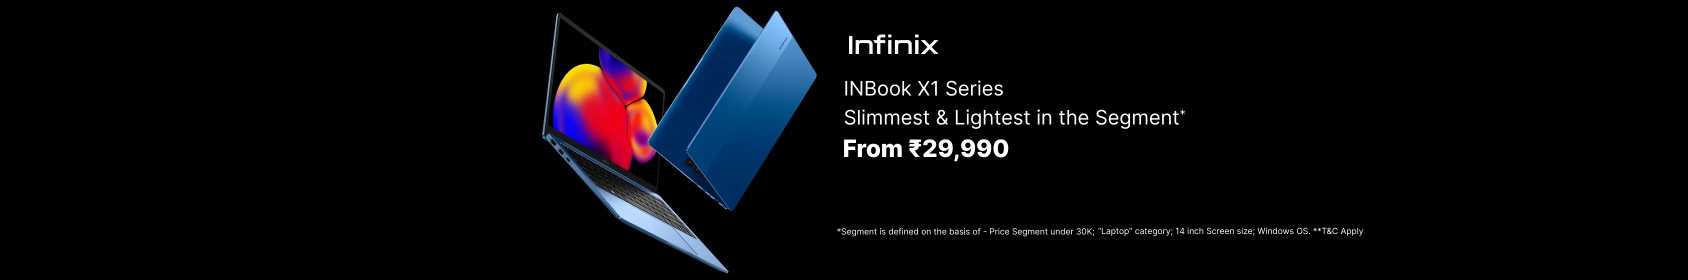 Infinix
INBook X1 Series
Slimmest & Lightest in the Segment*
From ₹29,990
*Segment is defined on the basis of - Price Segment under 30K; "Laptop" category; 14 inch Screen size; Windows OS. **T&C Apply